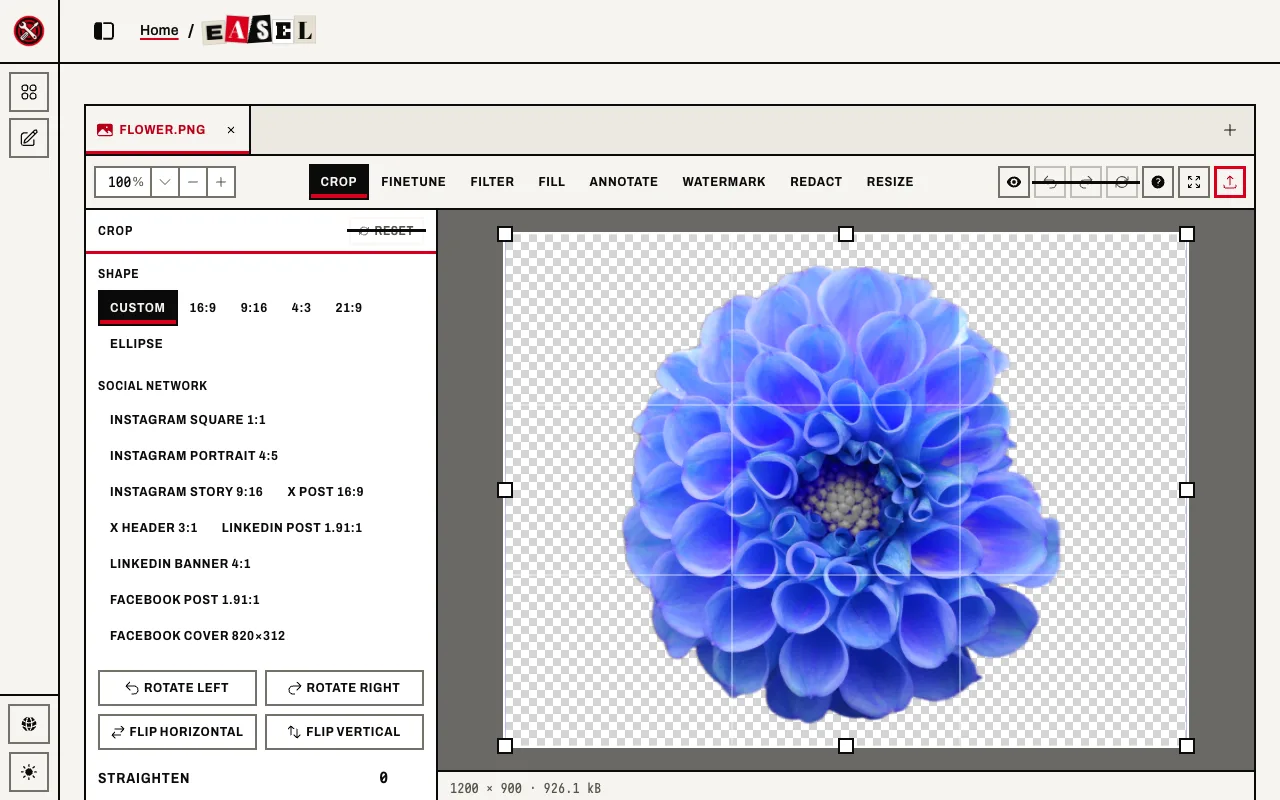 Home / EASEL
FLOWER.PNG ×
100% CROP FINETUNE FILTER FILL ANNOTATE WATERMARK REDACT RESIZE
CROP RESET
SHAPE
CUSTOM 16:9 9:16 4:3 21:9
ELLIPSE
SOCIAL NETWORK
INSTAGRAM SQUARE 1:1
INSTAGRAM PORTRAIT 4:5
INSTAGRAM STORY 9:16 X POST 16:9
X HEADER 3:1 LINKEDIN POST 1.91:1
LINKEDIN BANNER 4:1
FACEBOOK POST 1.91:1
FACEBOOK COVER 820×312
ROTATE LEFT ROTATE RIGHT
FLIP HORIZONTAL FLIP VERTICAL
STRAIGHTEN 0
1200 × 900 · 926.1 kB